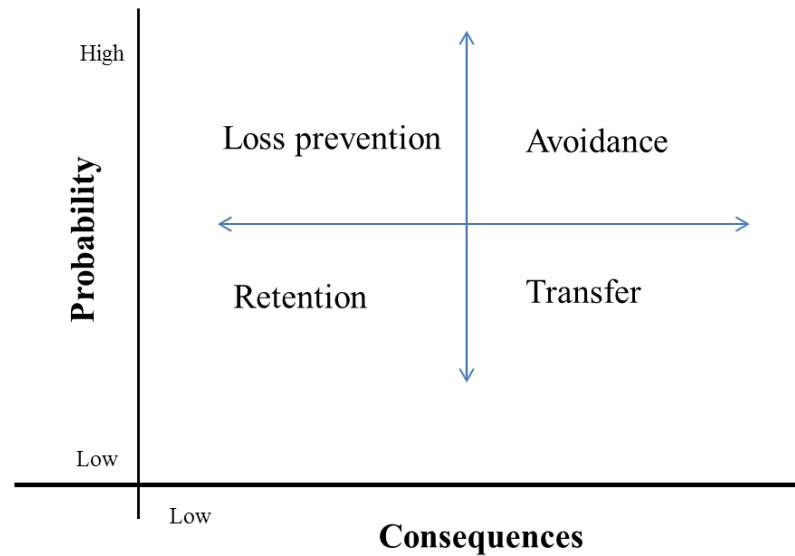 High
Loss prevention
Avoidance
Probability
Retention
Transfer
Low
Low
Consequences